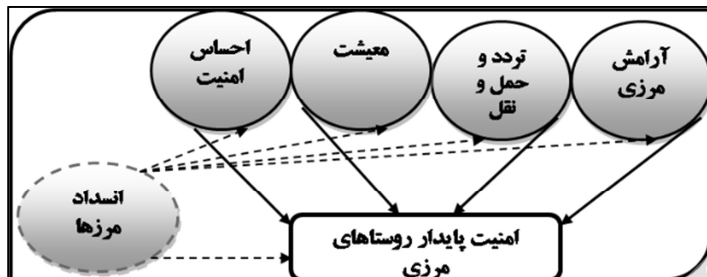 آرامش
مرزی
تردد و
حمل و
نقل
معیشت
احساس
امنیت
انسداد
مرزها
امنیت پایدار روستاهای
مرزی